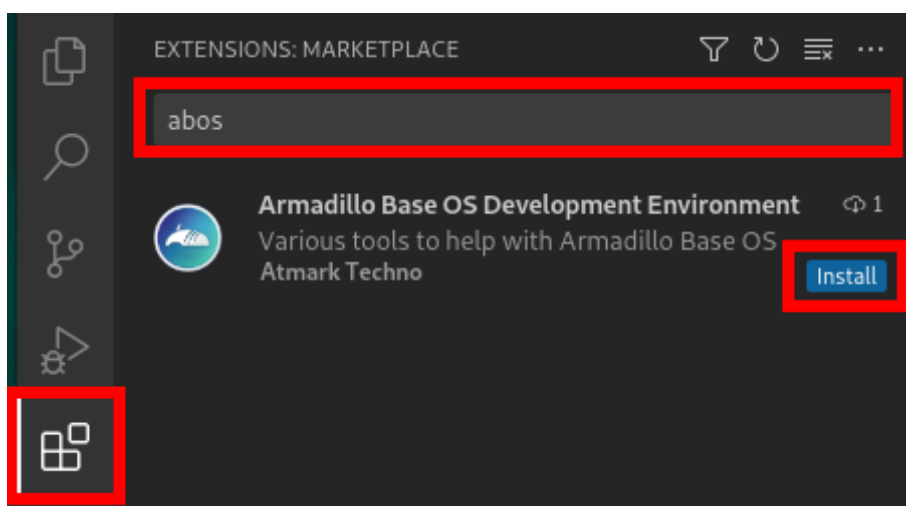 EXTENSIONS: MARKETPLACE
abos
Armadillo Base OS Development Environment 1
Various tools to help with Armadillo Base OS
Atmark Techno
Install